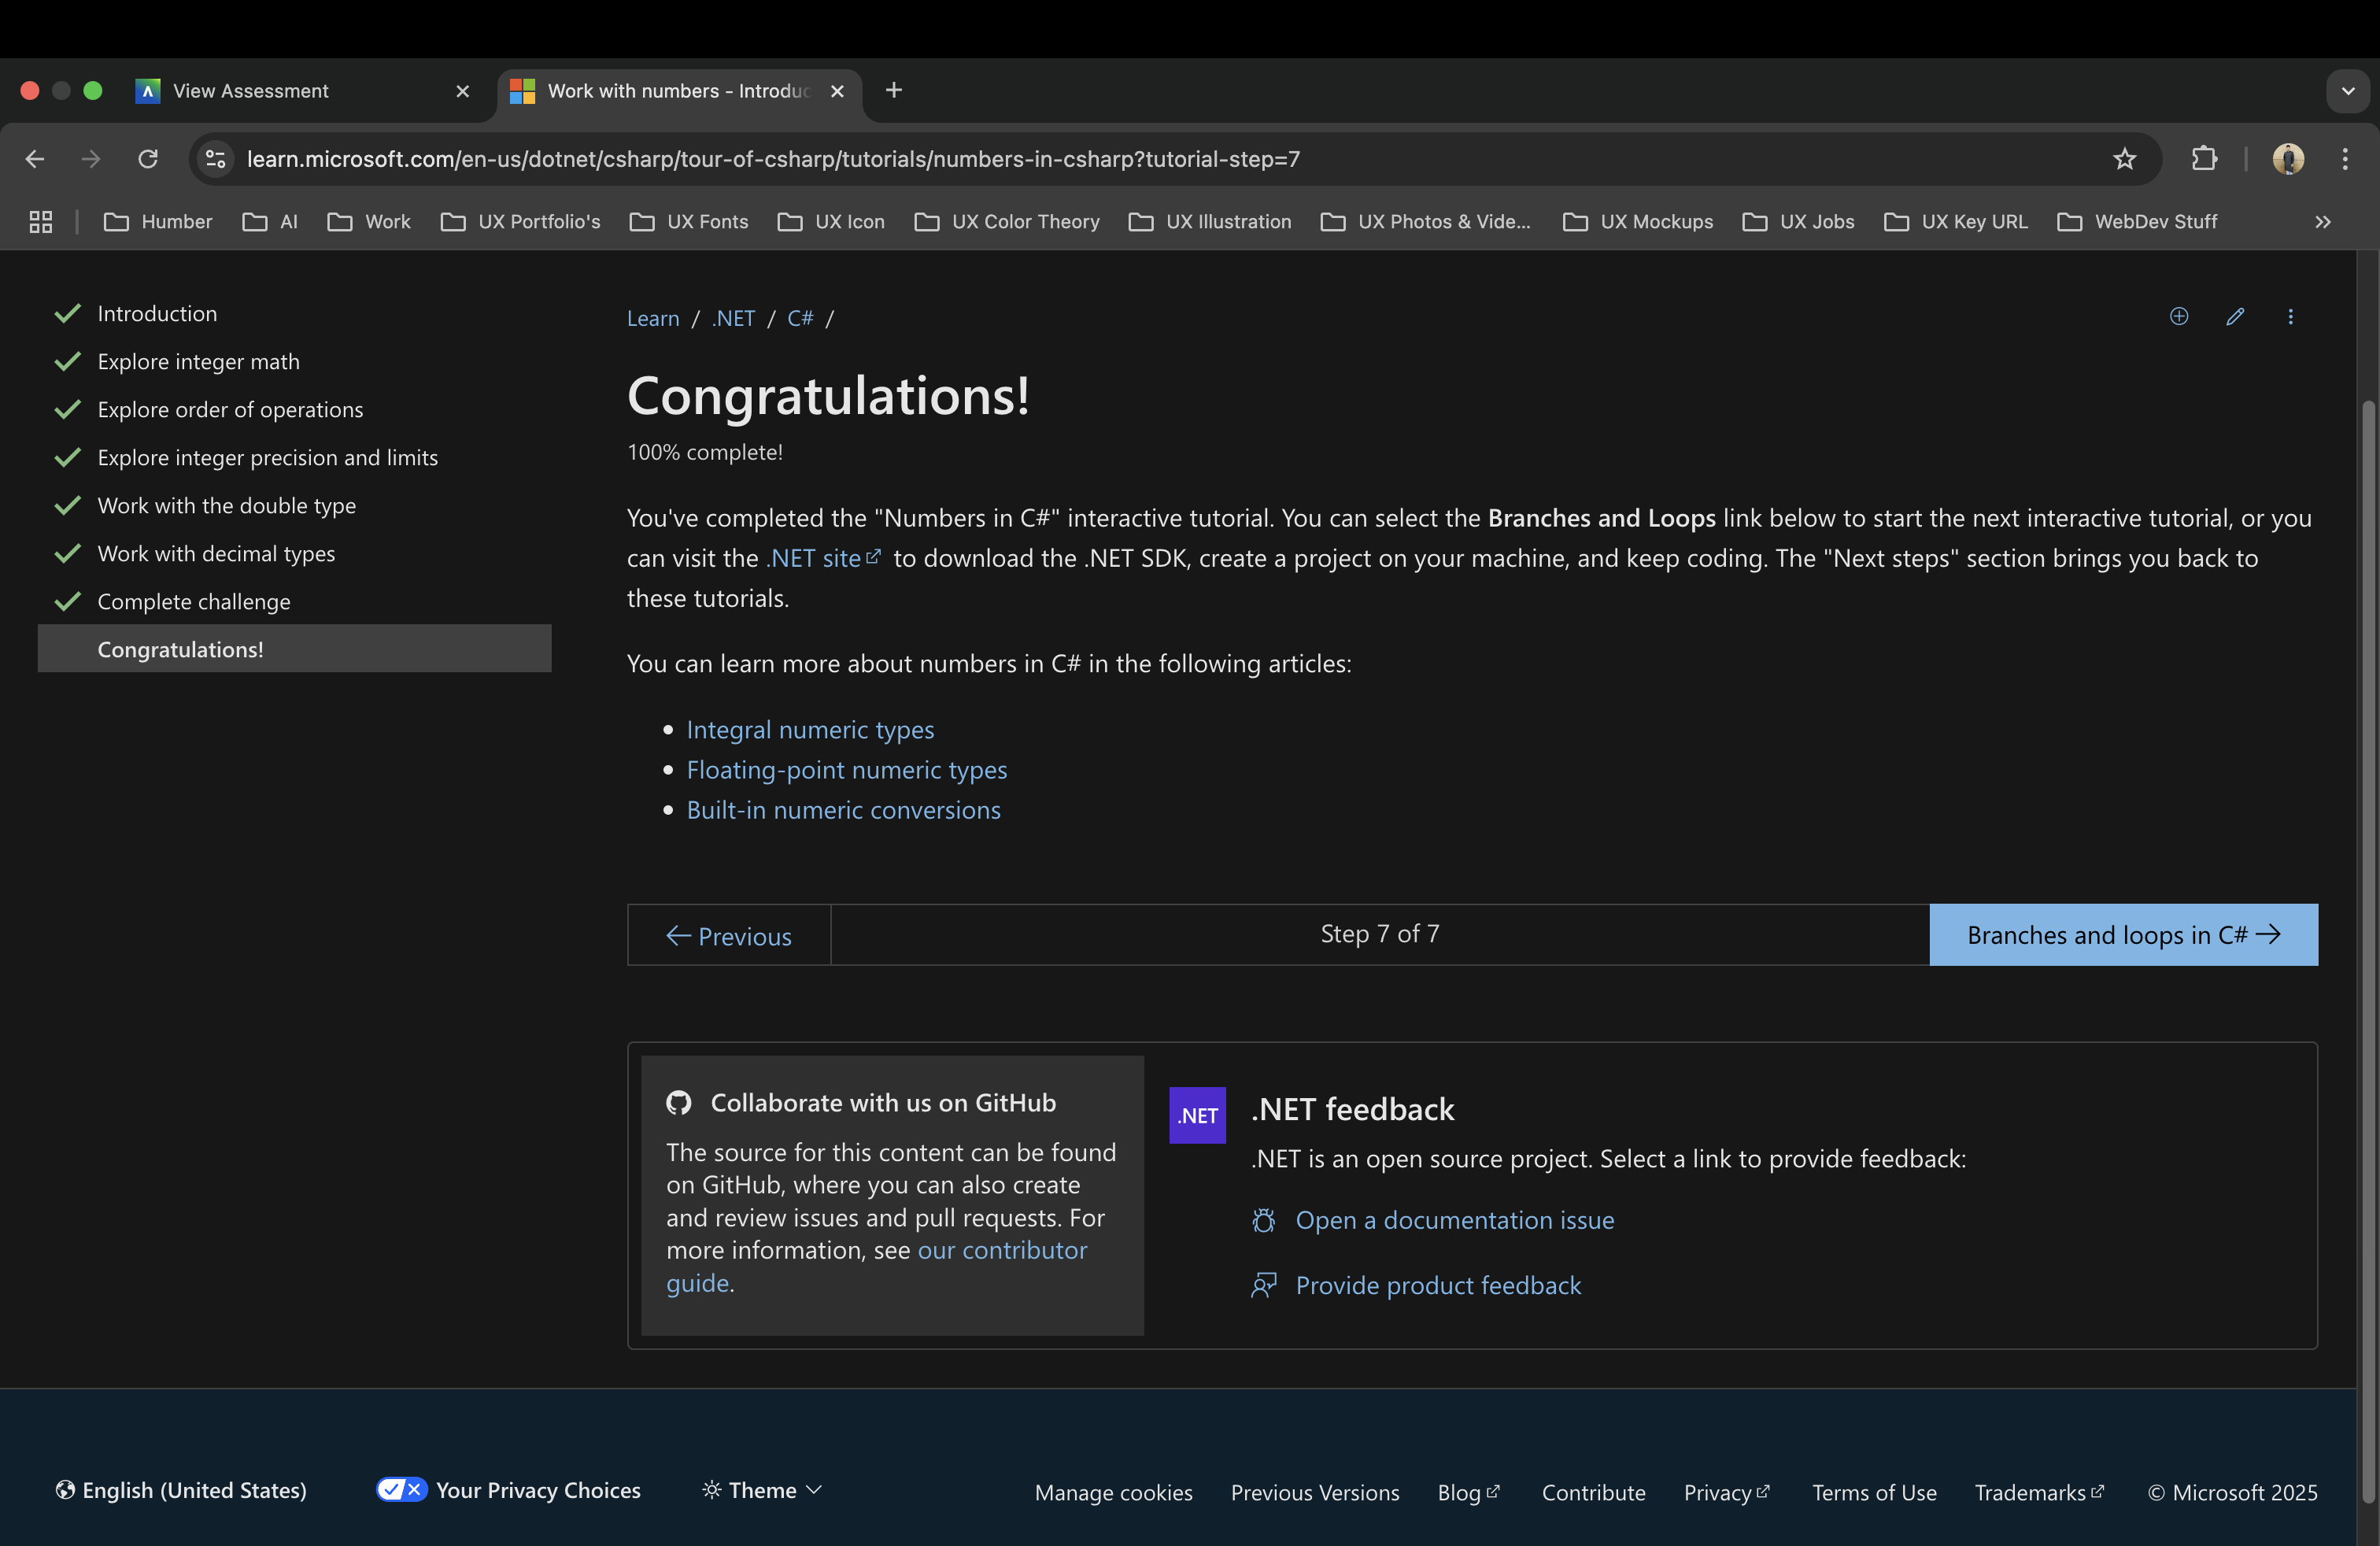 View Assessment
Work with numbers - Introduc
learn.microsoft.com/en-us/dotnet/csharp/tour-of-csharp/tutorials/numbers-in-csharp?tutorial-step=7
Humber
AI
Work
UX Portfolio's
UX Fonts
UX Icon
UX Color Theory
UX Illustration
UX Photos & Vide...
UX Mockups
UX Jobs
UX Key URL
WebDev Stuff
Introduction
Explore integer math
Explore order of operations
Explore integer precision and limits
Work with the double type
Work with decimal types
Complete challenge
Congratulations!
Learn / .NET / C# /
Congratulations!
100% complete!
You've completed the "Numbers in C#" interactive tutorial. You can select the Branches and Loops link below to start the next interactive tutorial, or you
can visit the .NET site to download the .NET SDK, create a project on your machine, and keep coding. The "Next steps" section brings you back to
these tutorials.
You can learn more about numbers in C# in the following articles:
• Integral numeric types
• Floating-point numeric types
• Built-in numeric conversions
← Previous
Step 7 of 7
Branches and loops in C# →
Collaborate with us on GitHub
The source for this content can be found
on GitHub, where you can also create
and review issues and pull requests. For
more information, see our contributor
guide.
.NET
.NET feedback
.NET is an open source project. Select a link to provide feedback:
Open a documentation issue
Provide product feedback
English (United States)
Your Privacy Choices
Theme
Manage cookies
Previous Versions
Blog
Contribute
Privacy
Terms of Use
Trademarks
© Microsoft 2025